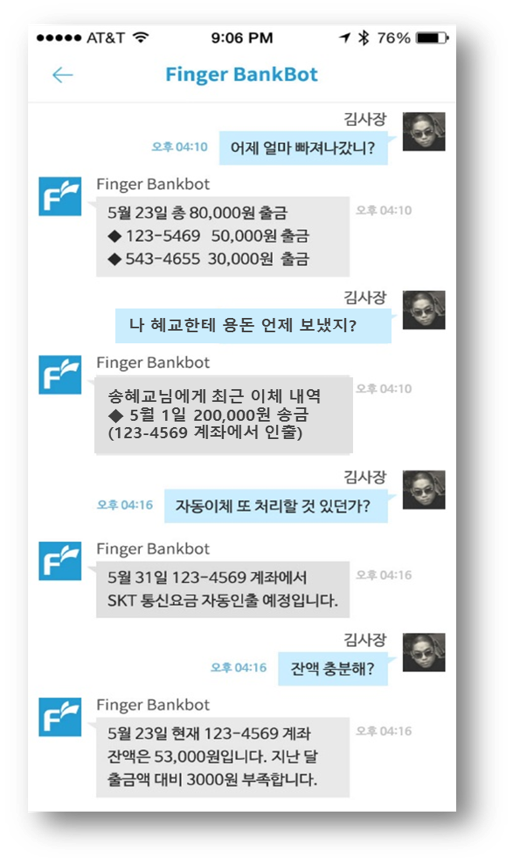 AT&T 9:06 PM 76%
Finger BankBot
김사장
오후 04:10 어제 얼마 빠져나갔니?
Finger Bankbot
5월 23일 총 80,000원 출금 오후 04:10
◆ 123-5469 50,000원 출금
◆ 543-4655 30,000원 출금
김사장
나 혜교한테 용돈 언제 보냈지?
Finger Bankbot
송혜교님에게 최근 이체 내역 오후 04:10
◆ 5월 1일 200,000원 송금
(123-4569 계좌에서 인출)
김사장
오후 04:16 자동이체 또 처리할 것 있던가?
Finger Bankbot
5월 31일 123-4569 계좌에서 오후 04:16
SKT 통신요금 자동인출 예정입니다.
김사장
오후 04:16 잔액 충분해?
Finger Bankbot
5월 23일 현재 123-4569 계좌 오후 04:16
잔액은 53,000원입니다. 지난 달
출금액 대비 3000원 부족합니다.